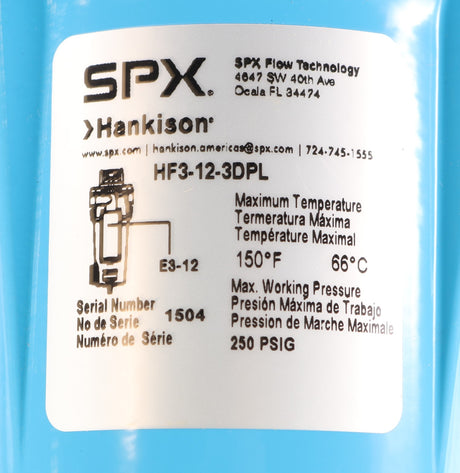 SPX®
SPX Flow Technology
4647 SW 40th Ave
Ocala FL 34474
Hankison®
www.spx.com | hankison.americas@spx.com | 724-745-1555
HF3-12-3DPL
E3-12
Maximum Temperature
Termeratura Máxima
Température Maximal
150°F 66°C
Serial Number
No de Serie
Numéro de Série
1504
Max. Working Pressure
Presión Máxima de Trabajo
Pression de Marche Maximale
250 PSIG